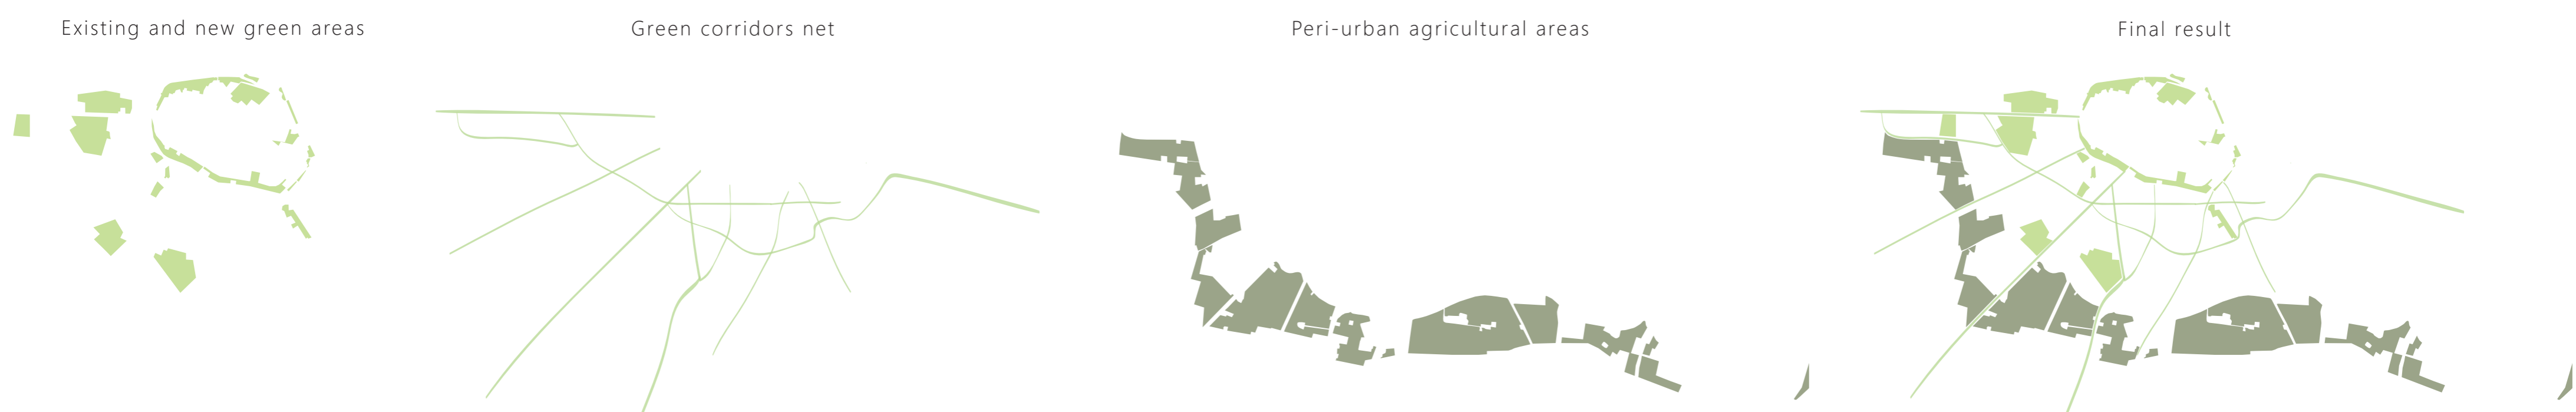 Existing and new green areas
Green corridors net
Peri-urban agricultural areas
Final result